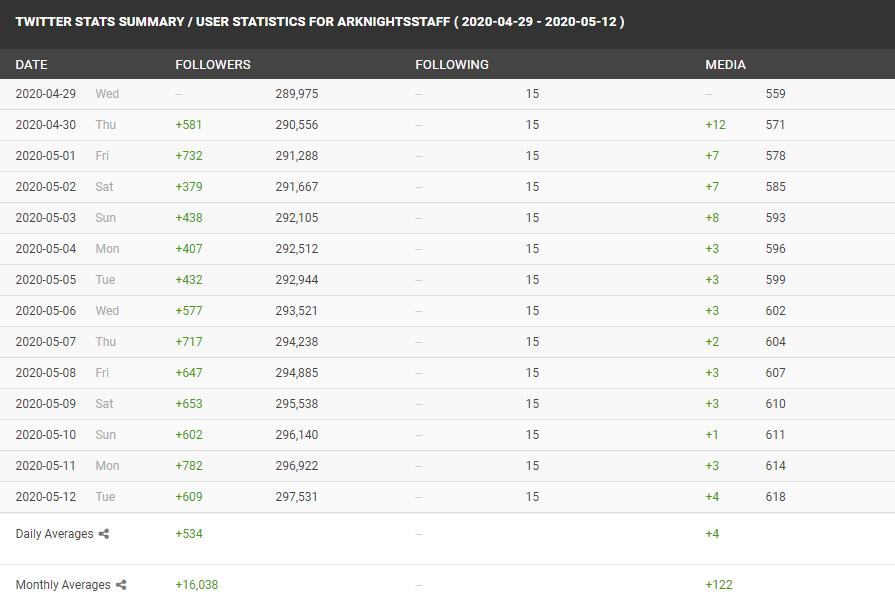 TWITTER STATS SUMMARY / USER STATISTICS FOR ARKNIGHTSSTAFF ( 2020-04-29 - 2020-05-12 )
DATE FOLLOWERS FOLLOWING MEDIA
2020-04-29 Wed -- 289,975 -- 15 -- 559
2020-04-30 Thu +581 290,556 -- 15 +12 571
2020-05-01 Fri +732 291,288 -- 15 +7 578
2020-05-02 Sat +379 291,667 -- 15 +7 585
2020-05-03 Sun +438 292,105 -- 15 +8 593
2020-05-04 Mon +407 292,512 -- 15 +3 596
2020-05-05 Tue +432 292,944 -- 15 +3 599
2020-05-06 Wed +577 293,521 -- 15 +3 602
2020-05-07 Thu +717 294,238 -- 15 +2 604
2020-05-08 Fri +647 294,885 -- 15 +3 607
2020-05-09 Sat +653 295,538 -- 15 +3 610
2020-05-10 Sun +602 296,140 -- 15 +1 611
2020-05-11 Mon +782 296,922 -- 15 +3 614
2020-05-12 Tue +609 297,531 -- 15 +4 618
Daily Averages +534 -- +4
Monthly Averages +16,038 -- +122